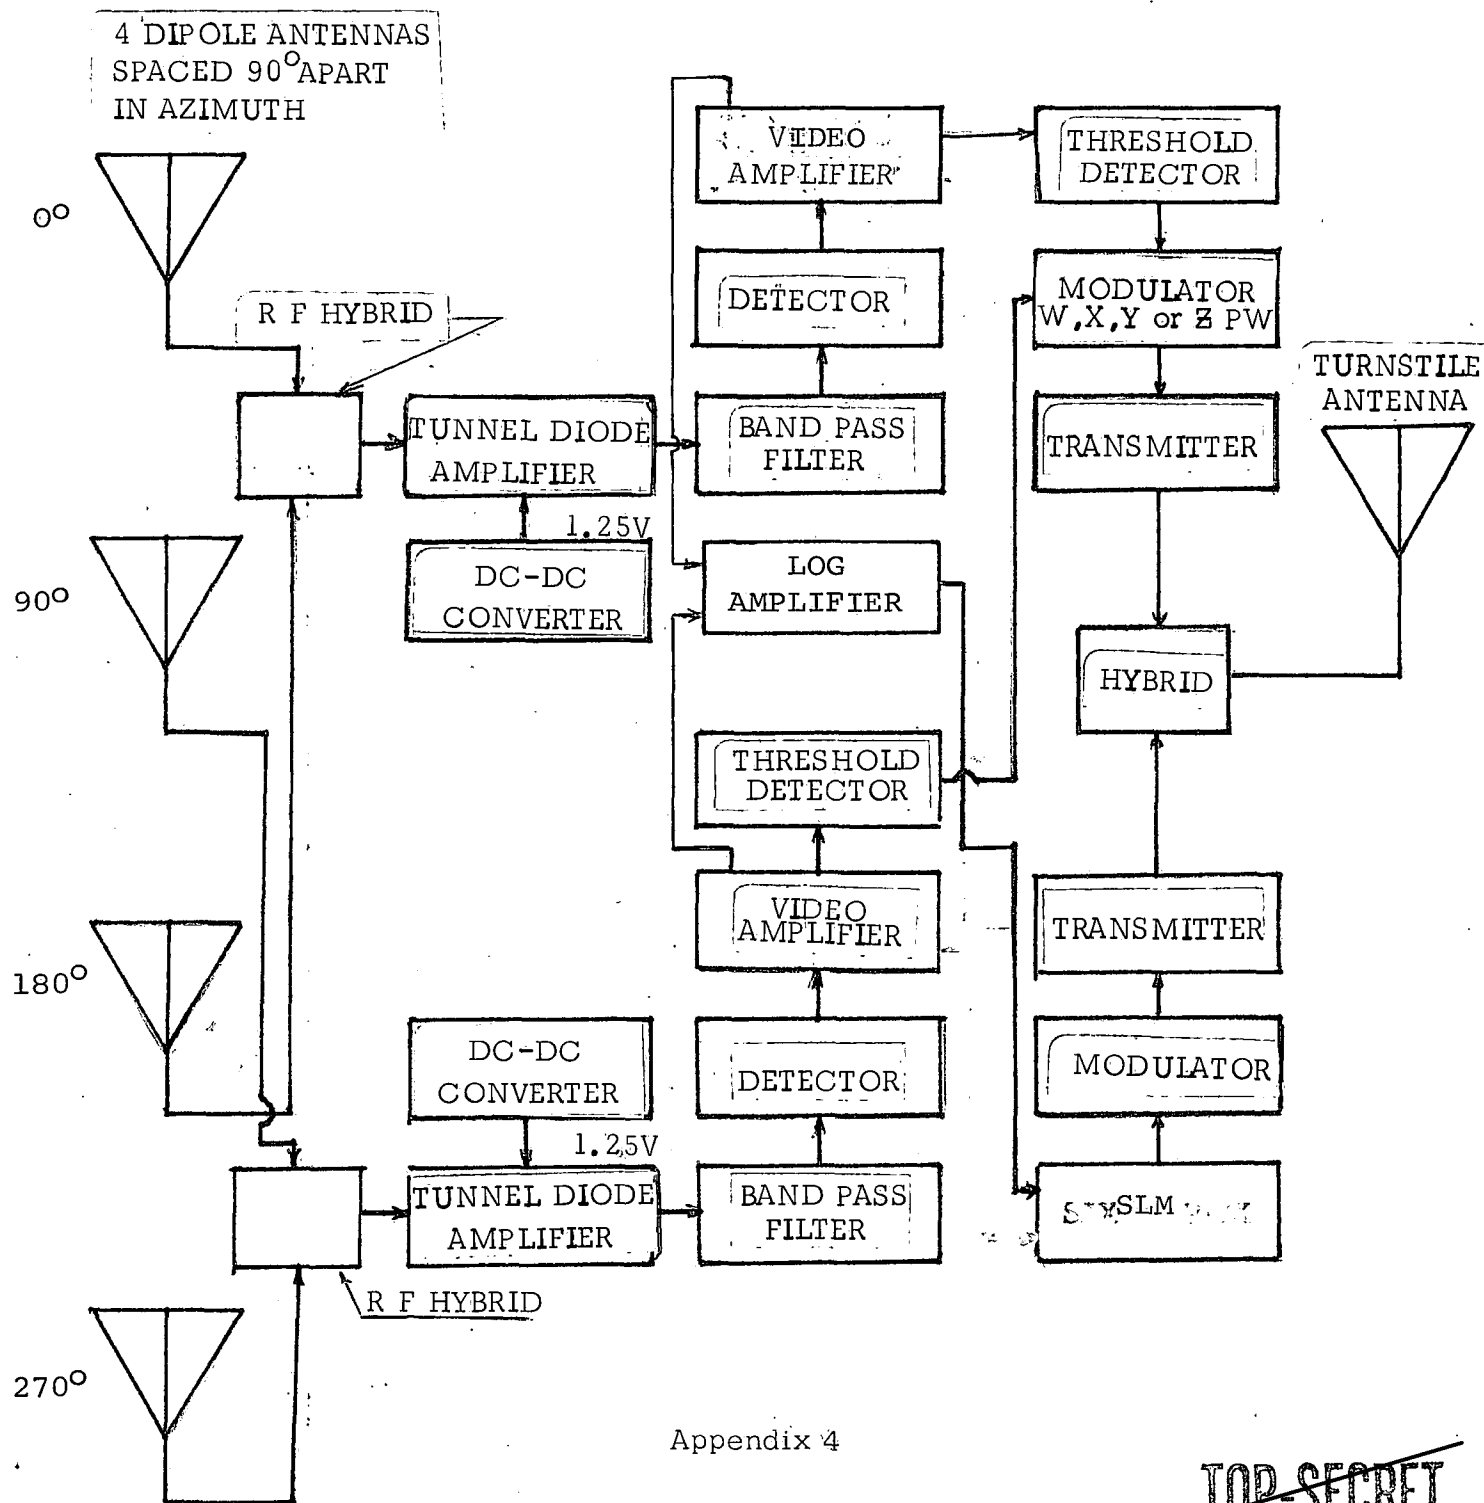 4 DIPOLE ANTENNAS
SPACED 90° APART
IN AZIMUTH
0°
R F HYBRID
90°
180°
270°
TUNNEL DIODE
AMPLIFIER
1.25V
DC-DC
CONVERTER
VIDEO
AMPLIFIER
DETECTOR
BAND PASS
FILTER
LOG
AMPLIFIER
THRESHOLD
DETECTOR
MODULATOR
W,X,Y or Z PW
TRANSMITTER
TURNSTILE
ANTENNA
HYBRID
THRESHOLD
DETECTOR
VIDEO
AMPLIFIER
DETECTOR
BAND PASS
FILTER
DC-DC
CONVERTER
1.25V
TUNNEL DIODE
AMPLIFIER
R F HYBRID
TRANSMITTER
MODULATOR
SLM
Appendix 4
TOP SECRET